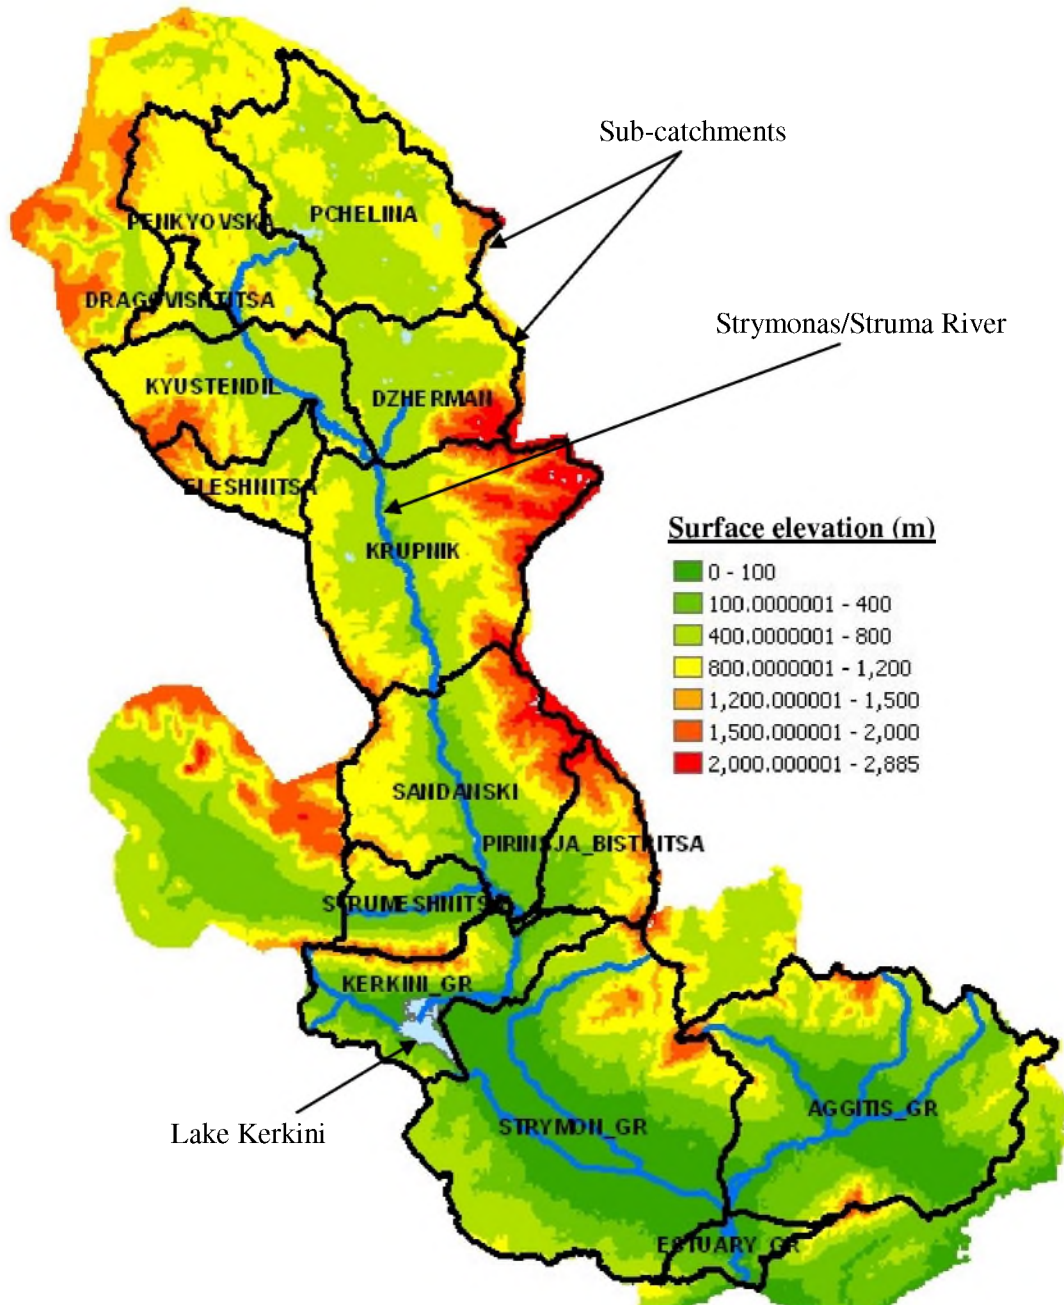 Sub-catchments
PCHELINA
PENKYOVSKA
DRAGOVISHTITSA
Strymonas/Struma River
KYUSTENDIL
DZHERMAN
ELESHNITSA
KRUPNIK
Surface elevation (m)
0 - 100
100.0000001 - 400
400.0000001 - 800
800.0000001 - 1,200
1,200.000001 - 1,500
1,500.000001 - 2,000
2,000.000001 - 2,885
SANDANSKI
PIRINSJA_BISTRITSA
STRUMESHNITSA
KERKINI_GR
AGGITIS_GR
STRYMON_GR
Lake Kerkini
ESTUARY_GR